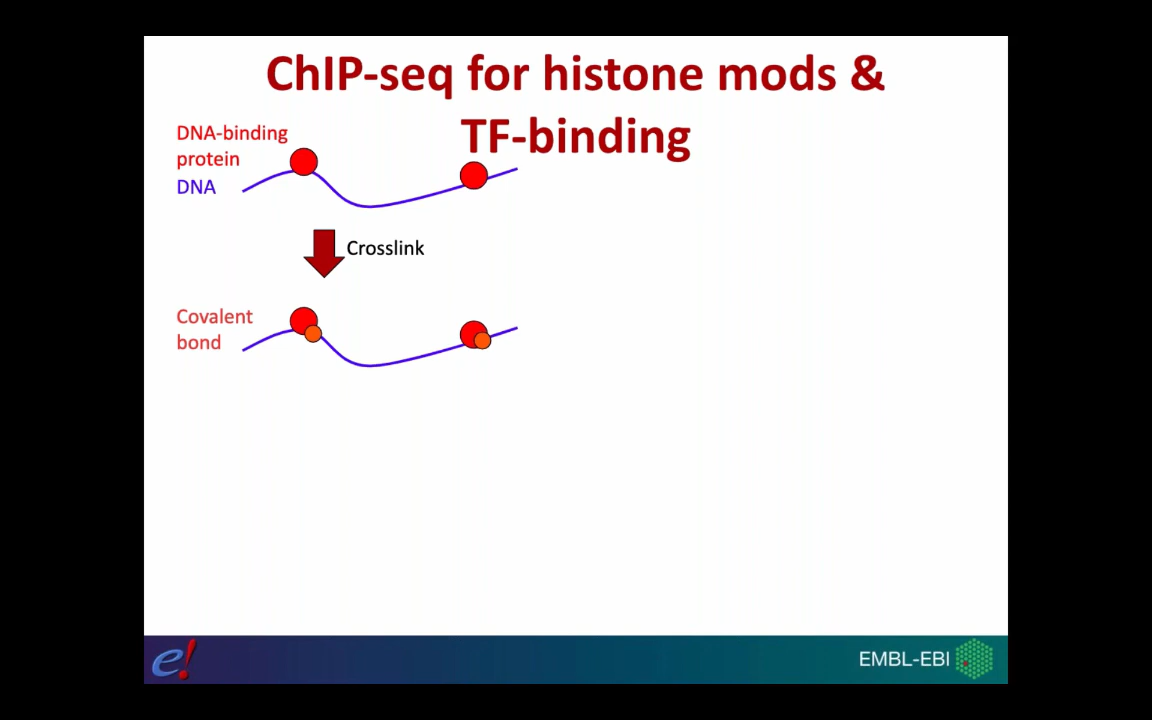 ChIP-seq for histone mods &
TF-binding
DNA-binding
protein
DNA
Crosslink
Covalent
bond
e!
EMBL-EBI